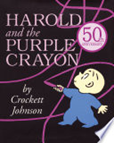 HAROLD
and the
PURPLE
CRAYON
50th
by
Crockett
Johnson